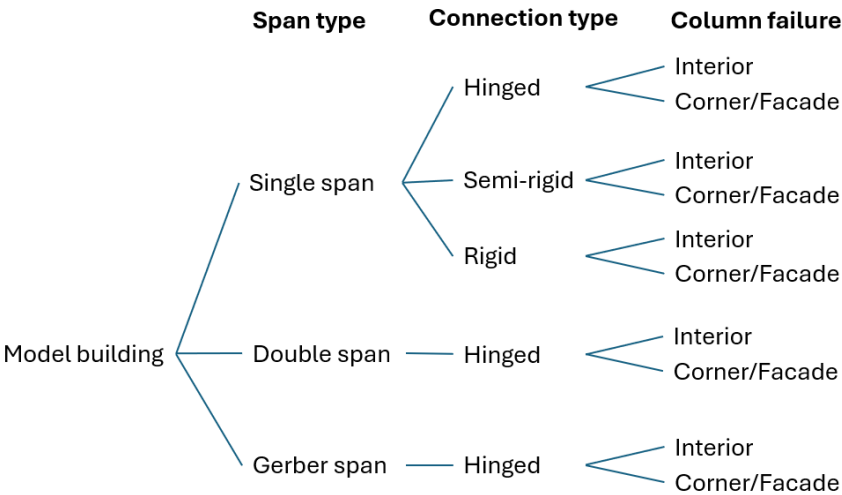 Span type Connection type Column failure
Interior
Hinged
Corner/Facade
Interior
Single span Semi-rigid
Corner/Facade
Interior
Rigid
Corner/Facade
Interior
Model building Double span Hinged
Corner/Facade
Interior
Gerber span Hinged
Corner/Facade